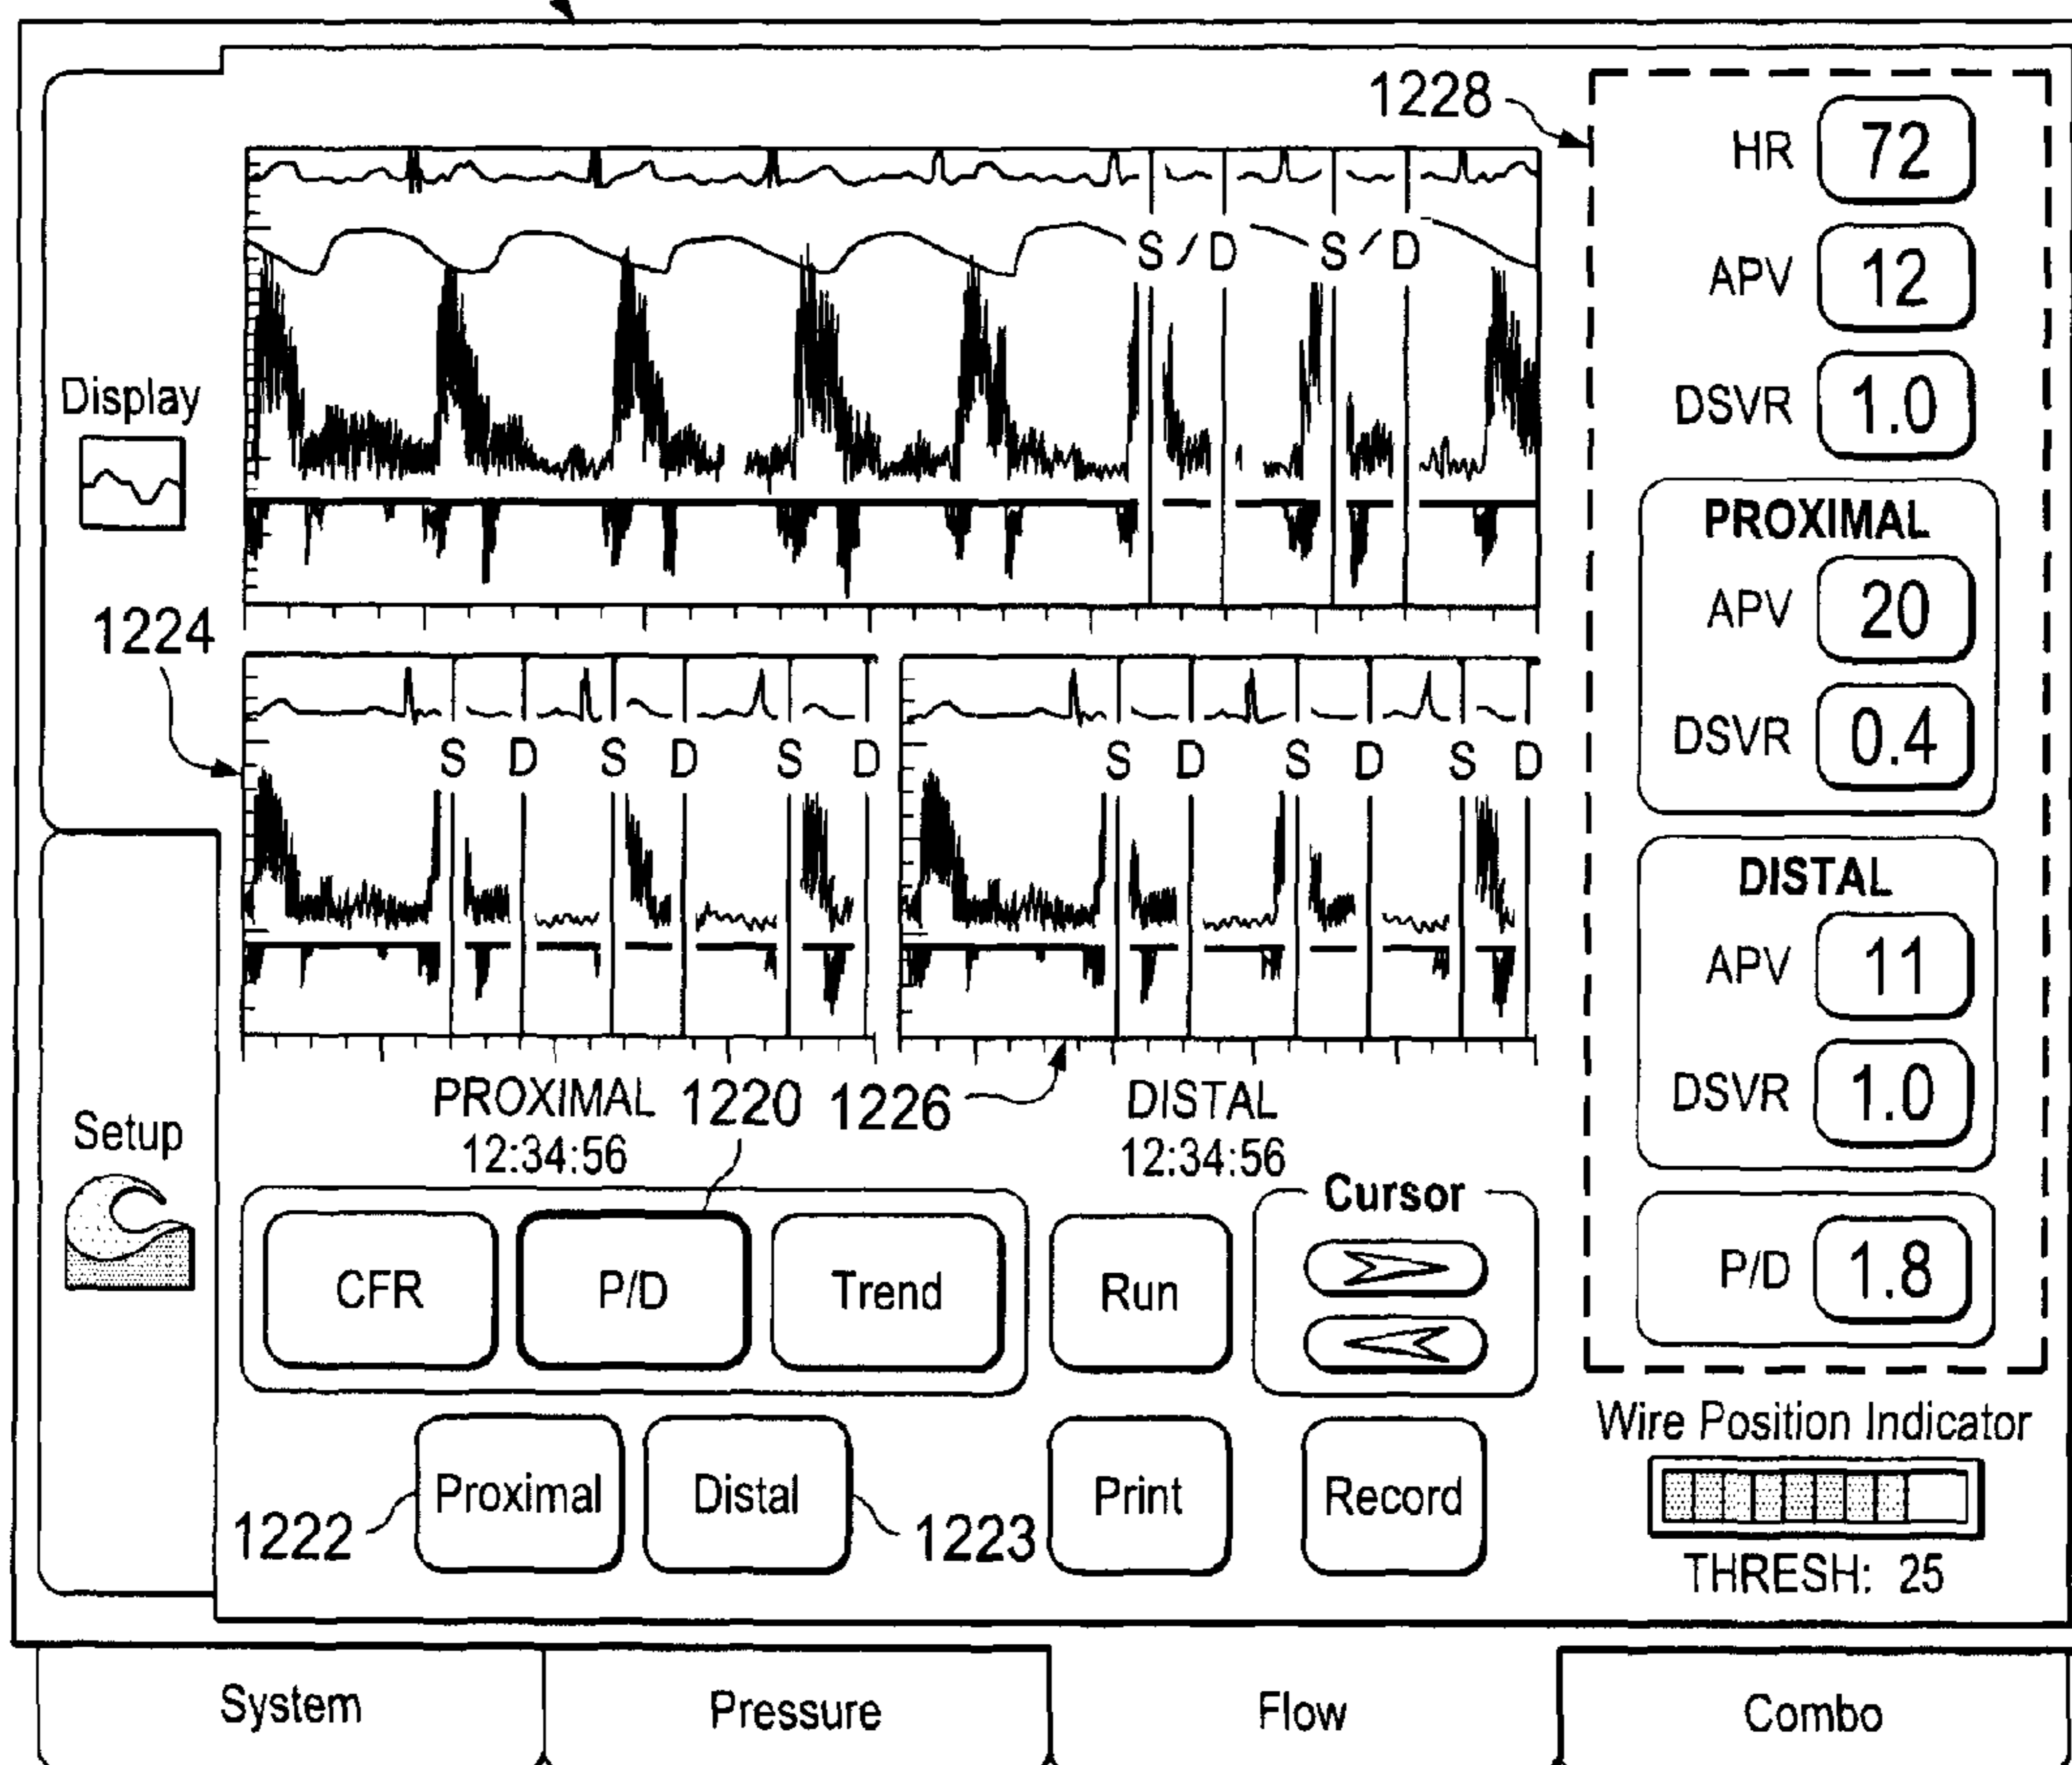 1228
HR 72
APV 12
DSVR 1.0
S / D S / D
Display
PROXIMAL
APV 20
DSVR 0.4
1224
S D S D S D
S D S D S D
DISTAL
APV 11
DSVR 1.0
PROXIMAL 1220 1226 DISTAL
12:34:56 12:34:56
Setup
Cursor
P/D 1.8
CFR P/D Trend Run
Wire Position Indicator
Proximal Distal Print Record
1222 1223
THRESH: 25
System Pressure Flow Combo